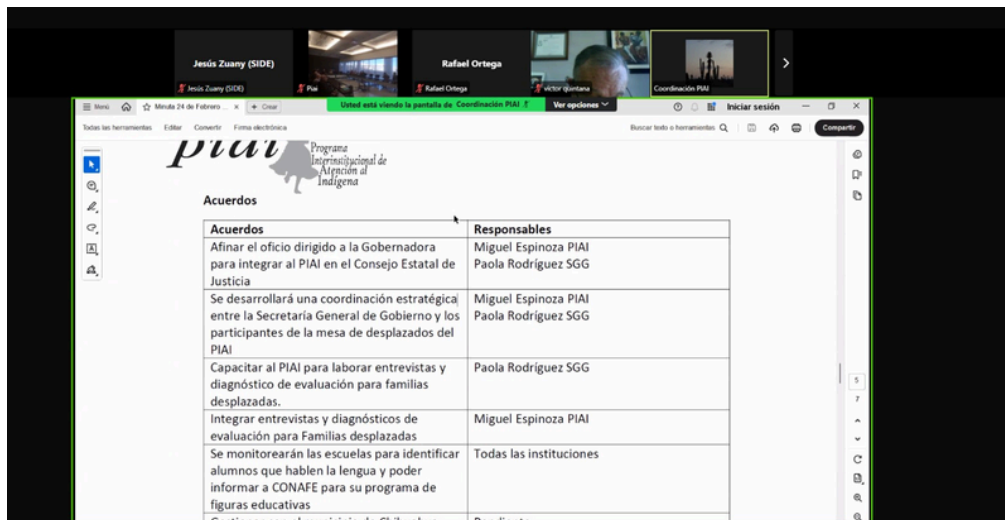 Jesús Zuany (SIDE)
Rafael Ortega
Jesús Zuany (SIDE)
Piai
Rafael Ortega
victor quintana
Coordinación PIAI
Menú
Minuta 24 de Febrero ...
+ Crear
Usted está viendo la pantalla de Coordinación PIAI
Ver opciones
Iniciar sesión
Todas las herramientas Editar Convertir Firma electrónica
Buscar texto o herramientas
Compartir
piai
Programa
Interinstitucional de
Atención al
Indígena
Acuerdos
Acuerdos
Responsables
Afinar el oficio dirigido a la Gobernadora
para integrar al PIAI en el Consejo Estatal de
Justicia
Miguel Espinoza PIAI
Paola Rodríguez SGG
Se desarrollará una coordinación estratégica
entre la Secretaría General de Gobierno y los
participantes de la mesa de desplazados del
PIAI
Miguel Espinoza PIAI
Paola Rodríguez SGG
Capacitar al PIAI para laborar entrevistas y
diagnóstico de evaluación para familias
desplazadas.
Paola Rodríguez SGG
Integrar entrevistas y diagnósticos de
evaluación para Familias desplazadas
Miguel Espinoza PIAI
Se monitorearán las escuelas para identificar
alumnos que hablen la lengua y poder
informar a CONAFE para su programa de
figuras educativas
Todas las instituciones
5
7